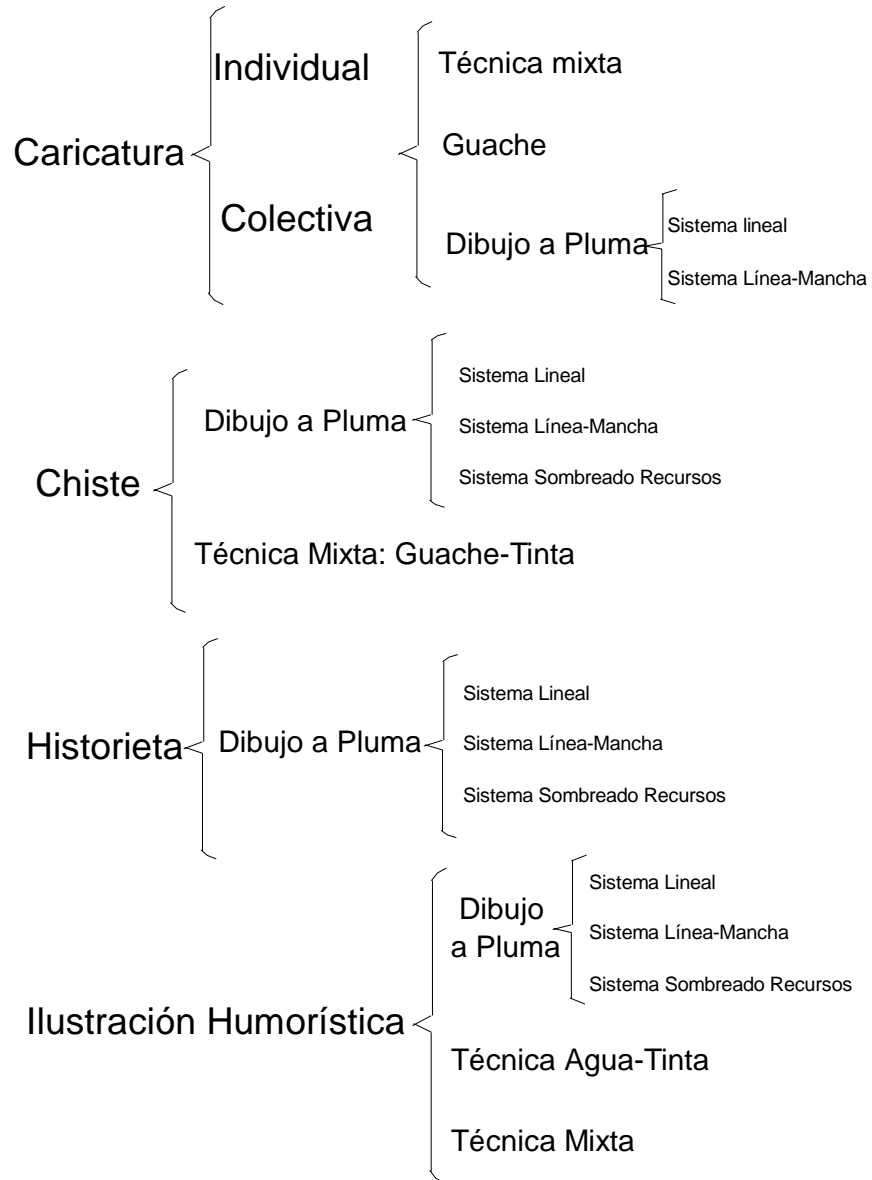 Caricatura
Individual
Colectiva
Técnica mixta
Guache
Dibujo a Pluma
Sistema lineal
Sistema Línea-Mancha
Chiste
Dibujo a Pluma
Sistema Lineal
Sistema Línea-Mancha
Sistema Sombreado Recursos
Técnica Mixta: Guache-Tinta
Historieta
Dibujo a Pluma
Sistema Lineal
Sistema Línea-Mancha
Sistema Sombreado Recursos
Ilustración Humorística
Dibujo
a Pluma
Sistema Lineal
Sistema Línea-Mancha
Sistema Sombreado Recursos
Técnica Agua-Tinta
Técnica Mixta